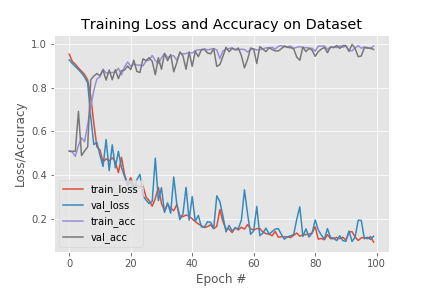 Training Loss and Accuracy on Dataset
Loss/Accuracy
1.0
0.8
0.6
0.4
0.2
train_loss
val_loss
train_acc
val_acc
0 20 40 60 80 100
Epoch #